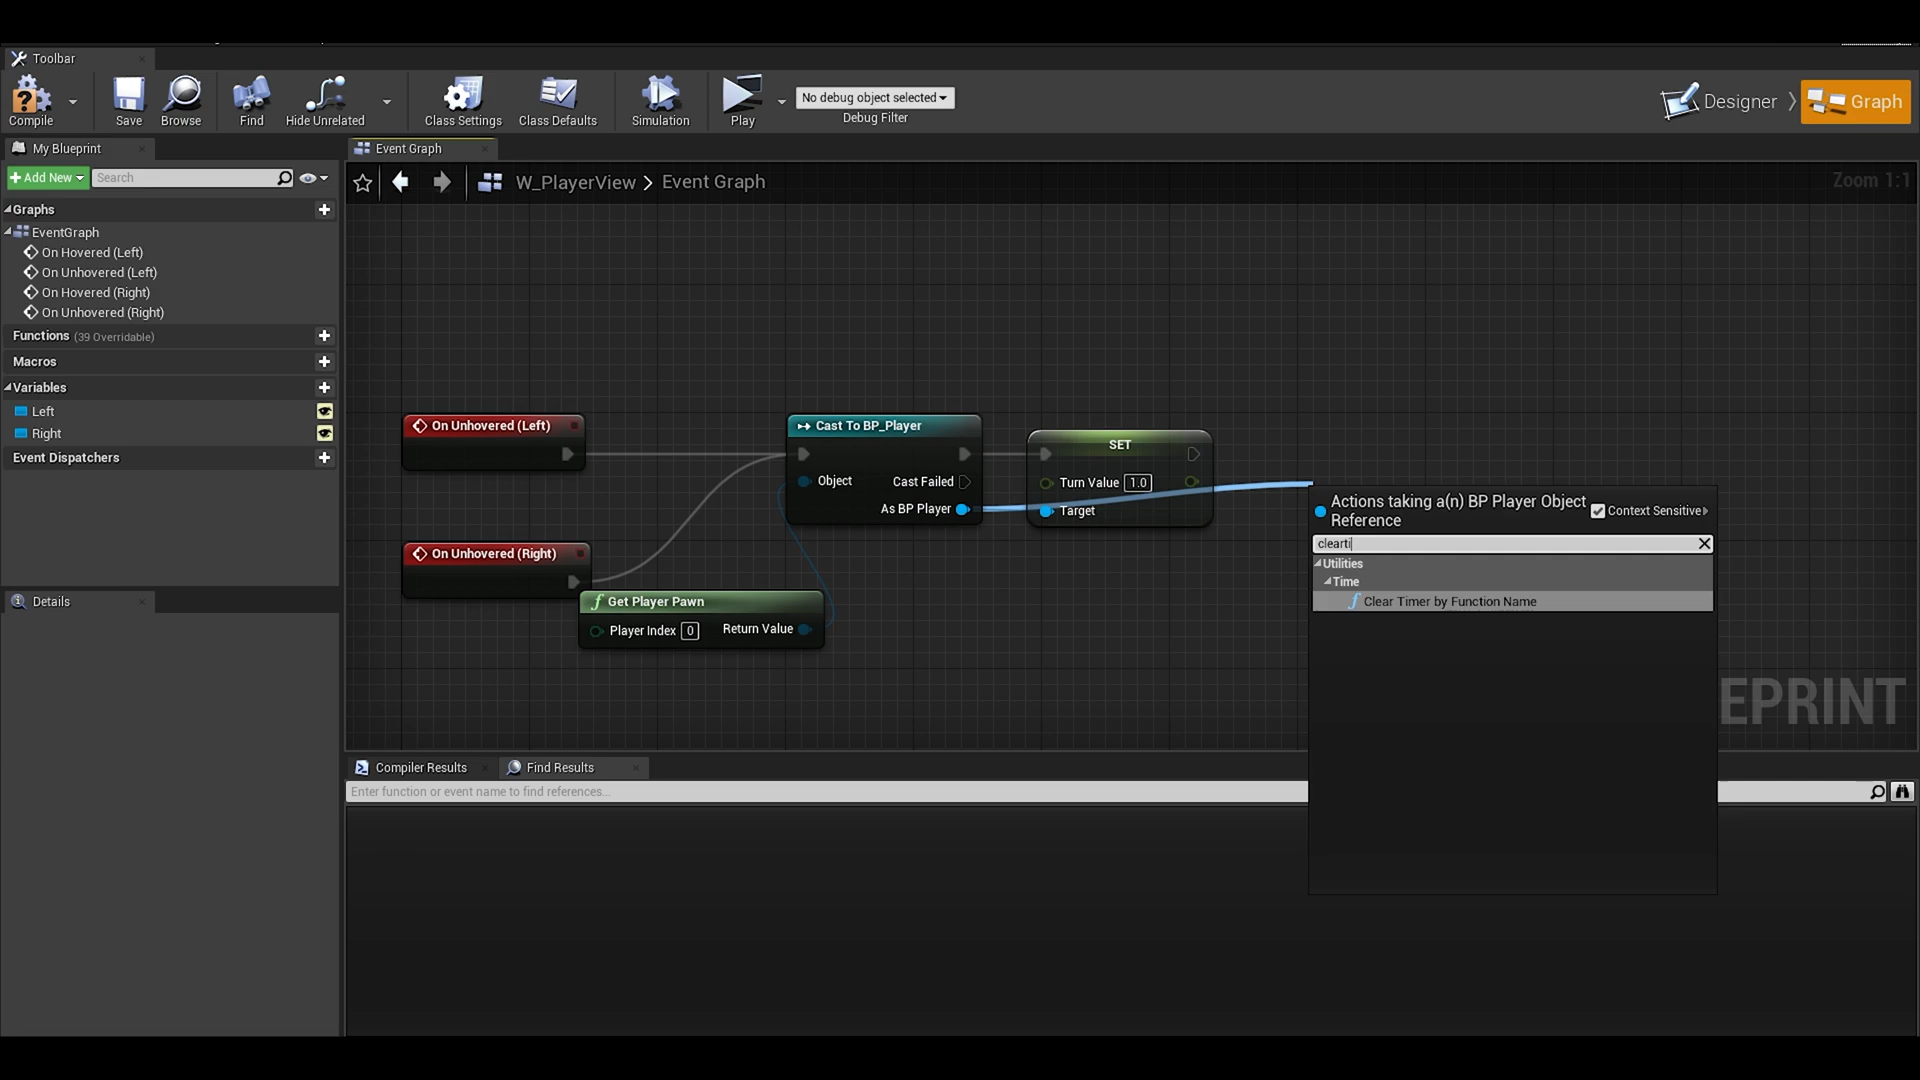 Toolbar
Compile
Save
Browse
Find
Hide Unrelated
Class Settings
Class Defaults
Simulation
Play
No debug object selected
Debug Filter
Designer
Graph
My Blueprint
Event Graph
Add New
Search
W_PlayerView > Event Graph
Zoom 1:1
Graphs
EventGraph
On Hovered (Left)
On Unhovered (Left)
On Hovered (Right)
On Unhovered (Right)
Functions (39 Overridable)
Macros
Variables
Left
Right
Event Dispatchers
Details
On Unhovered (Left)
On Unhovered (Right)
Get Player Pawn
Player Index 0
Return Value
Cast To BP_Player
Object
Cast Failed
As BP Player
SET
Turn Value 1.0
Target
Actions taking a(n) BP Player Object
Reference
Context Sensitive
clearti
Utilities
Time
Clear Timer by Function Name
EPRINT
Compiler Results
Find Results
Enter function or event name to find references...